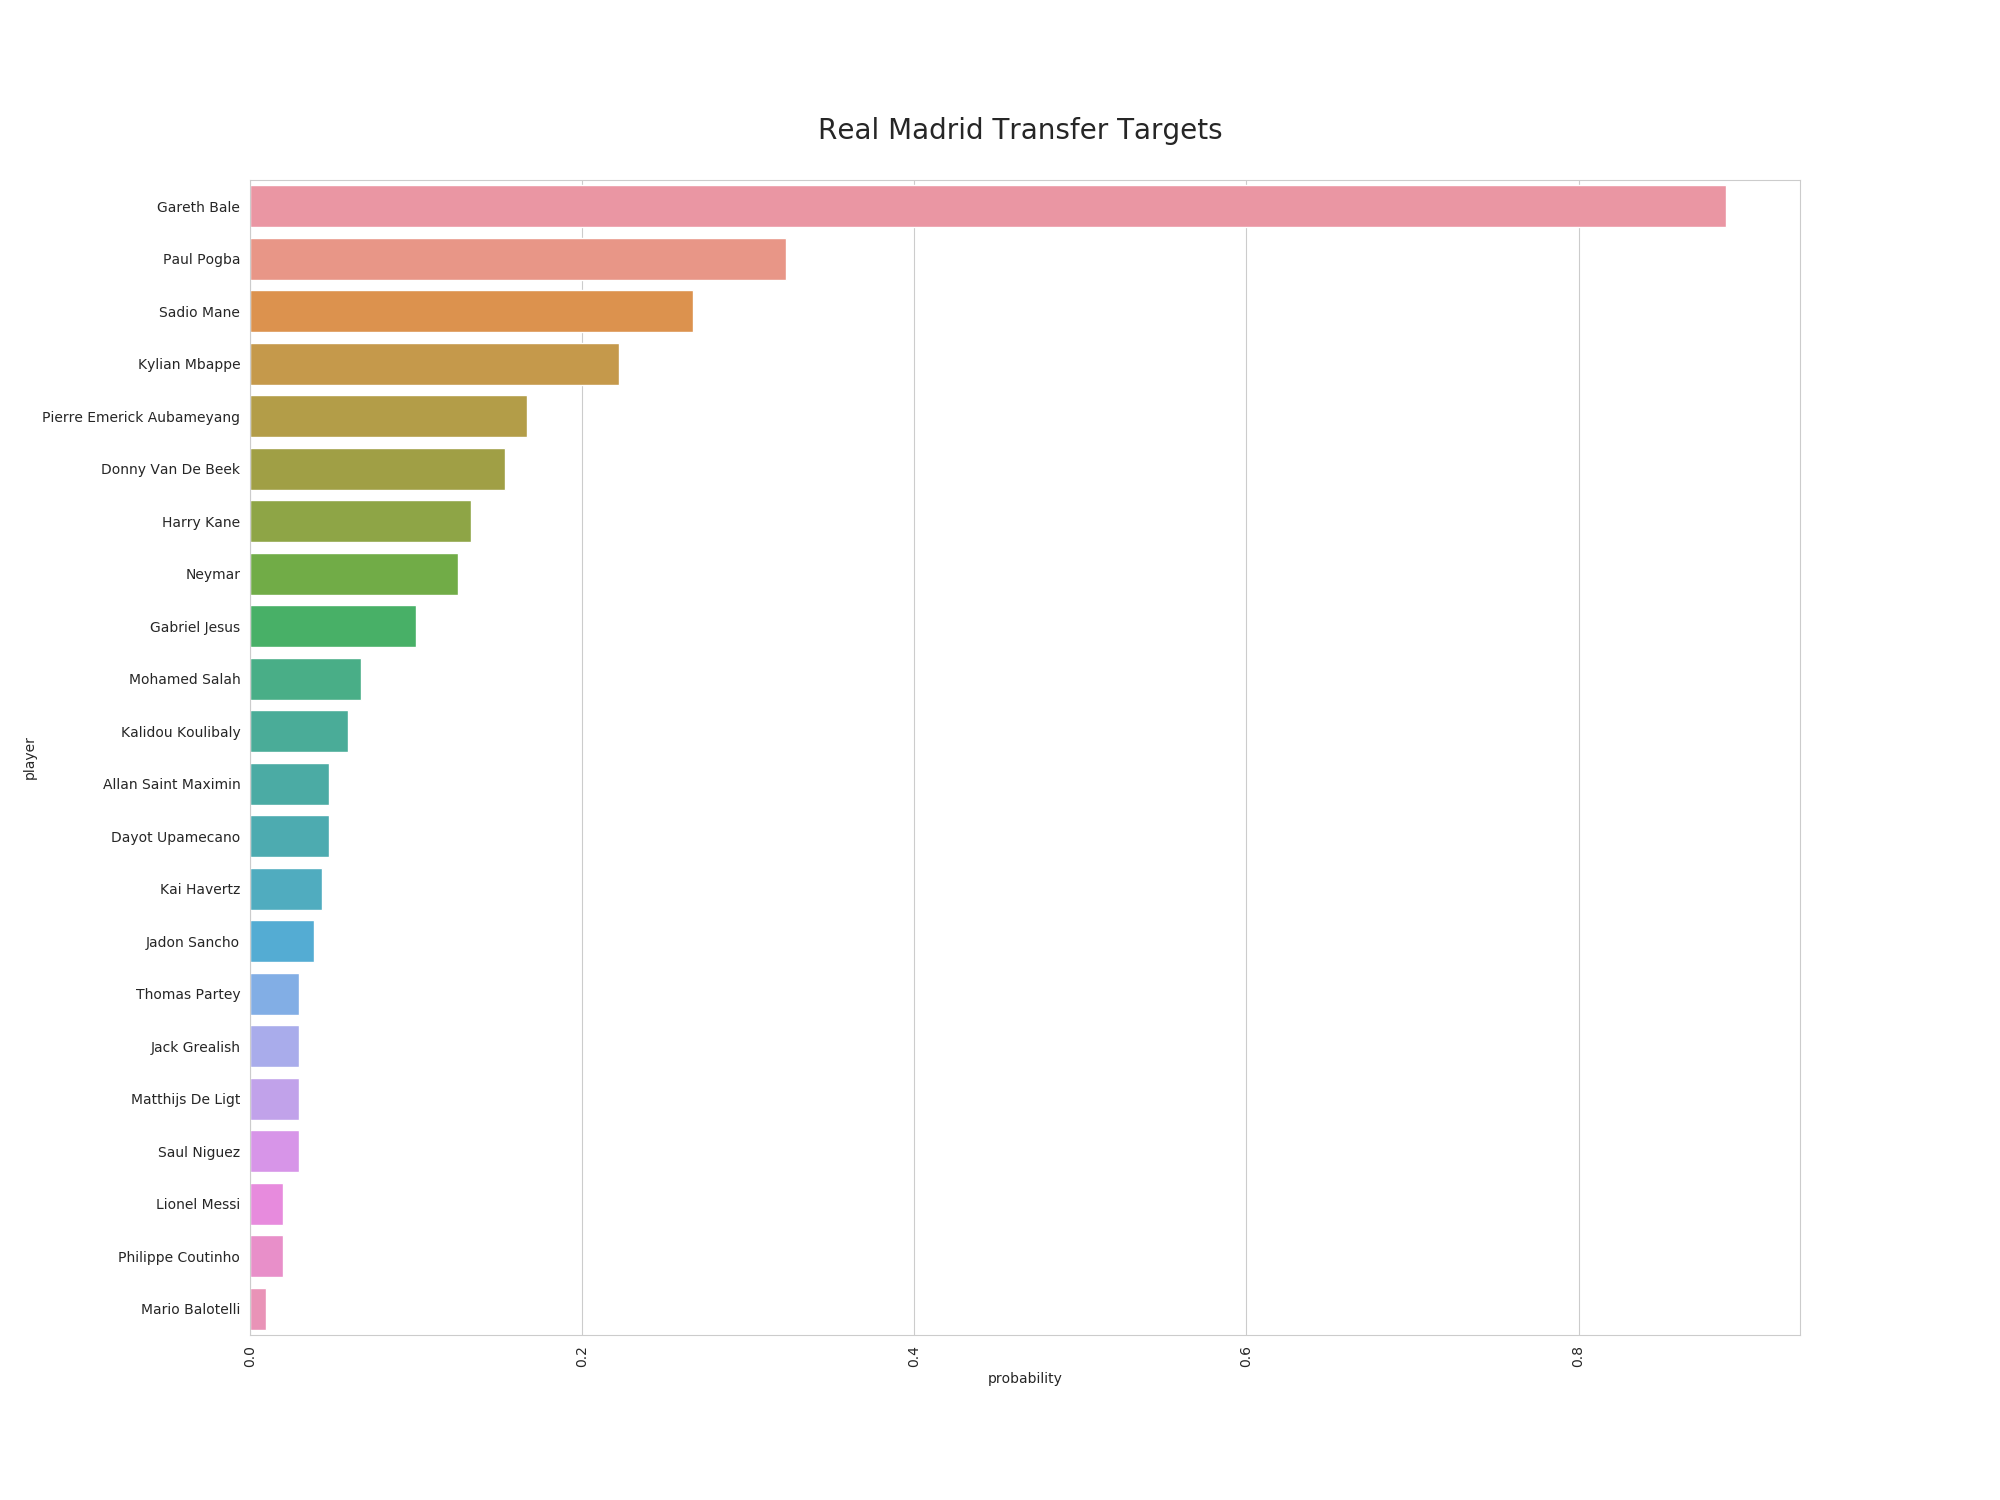 Real Madrid Transfer Targets
Gareth Bale
Paul Pogba
Sadio Mane
Kylian Mbappe
Pierre Emerick Aubameyang
Donny Van De Beek
Harry Kane
Neymar
Gabriel Jesus
Mohamed Salah
Kalidou Koulibaly
Allan Saint Maximin
Dayot Upamecano
Kai Havertz
Jadon Sancho
Thomas Partey
Jack Grealish
Matthijs De Ligt
Saul Niguez
Lionel Messi
Philippe Coutinho
Mario Balotelli
player
0.0
0.2
0.4
0.6
0.8
probability